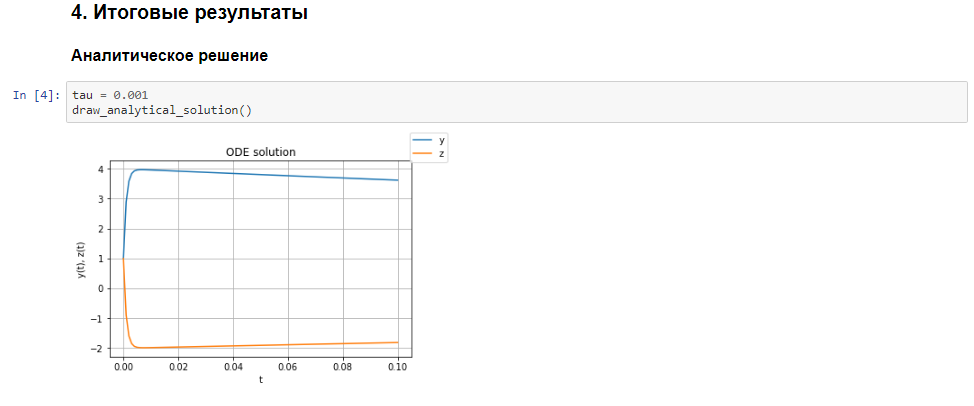 4. Итоговые результаты
Аналитическое решение
In [4]:
tau = 0.001
draw_analytical_solution()
y
z
ODE solution
y(t), z(t)
4
3
2
1
0
−1
−2
0.00 0.02 0.04 0.06 0.08 0.10
t